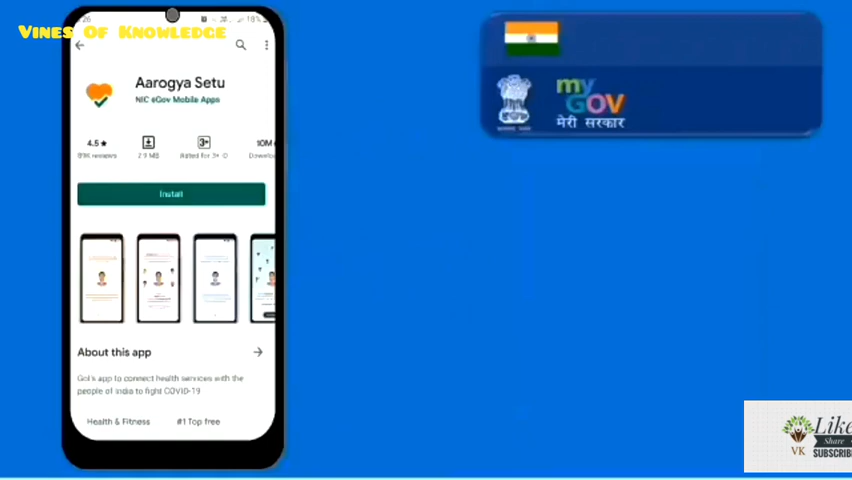 Vines Of Knowledge
18%
Aarogya Setu
NIC eGov Mobile Apps
4.5★
10M
89K reviews
2.9 MB
Rated for 3+
Downlo
Install
About this app
GoI's app to connect health services with the
people of India to fight COVID-19
Health & Fitness
#1 Top free
my
GOV
मेरी सरकार
Like
Share
SUBSCRIBE
VK